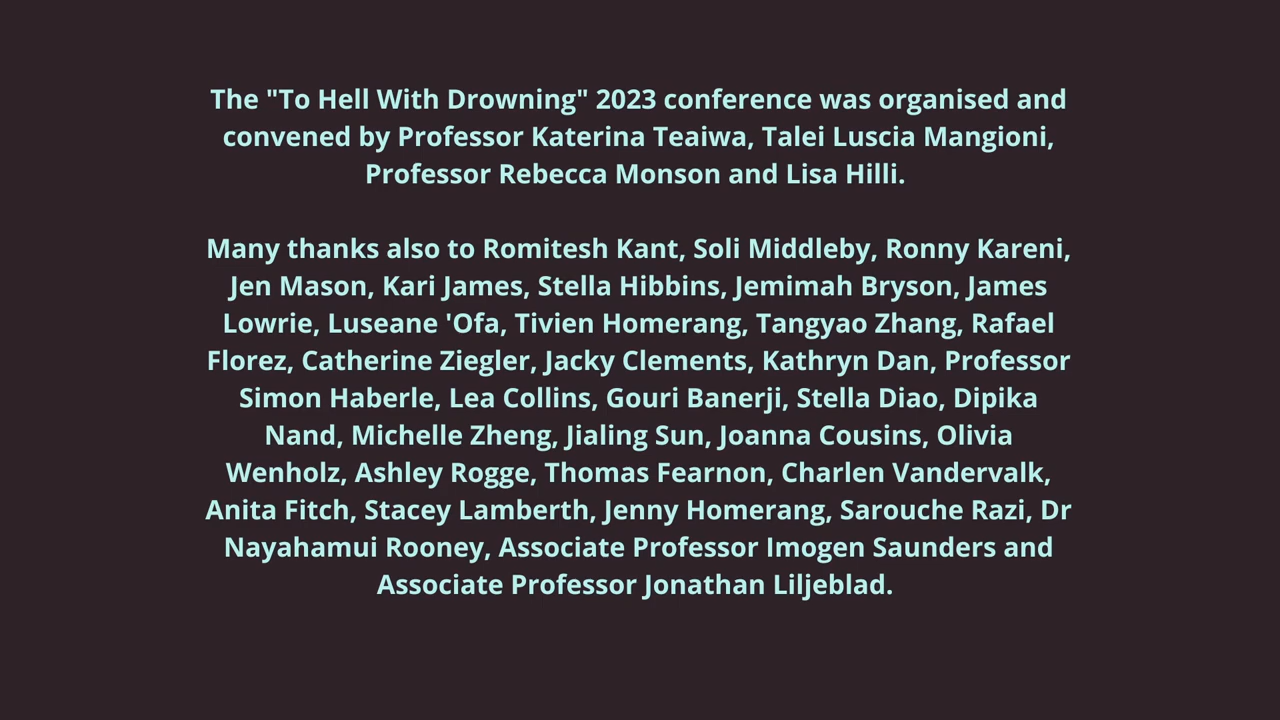 The "To Hell With Drowning" 2023 conference was organised and
convened by Professor Katerina Teaiwa, Talei Luscia Mangioni,
Professor Rebecca Monson and Lisa Hilli.
Many thanks also to Romitesh Kant, Soli Middleby, Ronny Kareni,
Jen Mason, Kari James, Stella Hibbins, Jemimah Bryson, James
Lowrie, Luseane 'Ofa, Tivien Homerang, Tangyao Zhang, Rafael
Florez, Catherine Ziegler, Jacky Clements, Kathryn Dan, Professor
Simon Haberle, Lea Collins, Gouri Banerji, Stella Diao, Dipika
Nand, Michelle Zheng, Jialing Sun, Joanna Cousins, Olivia
Wenholz, Ashley Rogge, Thomas Fearnon, Charlen Vandervalk,
Anita Fitch, Stacey Lamberth, Jenny Homerang, Sarouche Razi, Dr
Nayahamui Rooney, Associate Professor Imogen Saunders and
Associate Professor Jonathan Liljeblad.